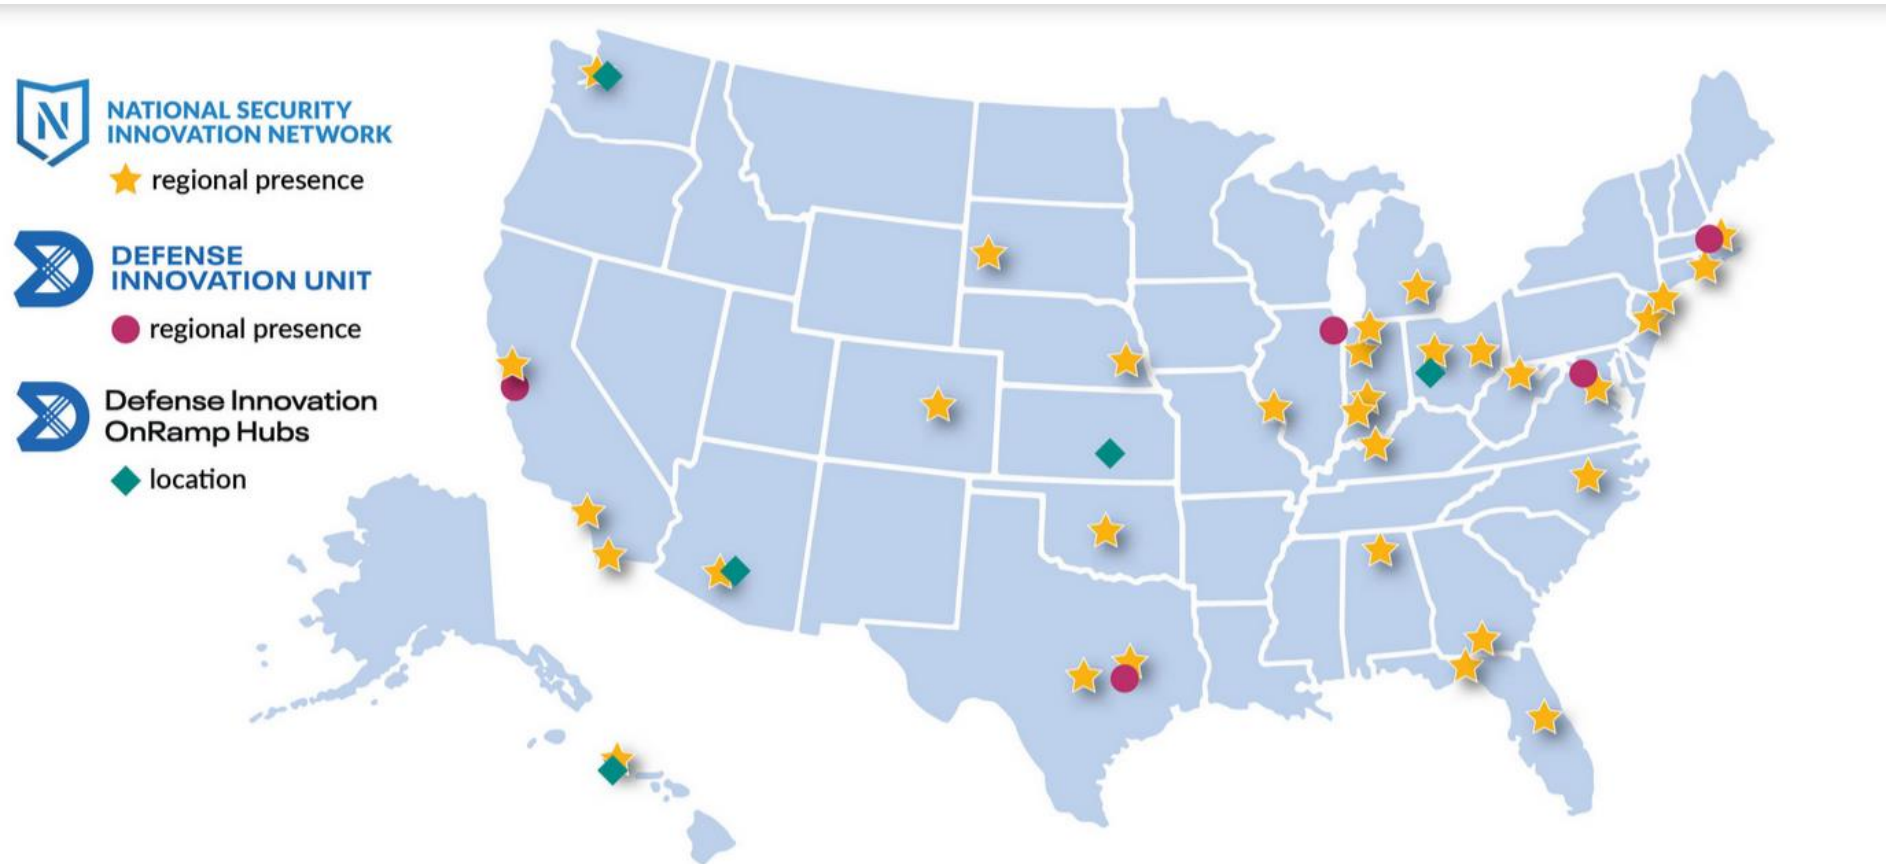 N
NATIONAL SECURITY
INNOVATION NETWORK
regional presence
DEFENSE
INNOVATION UNIT
regional presence
Defense Innovation
OnRamp Hubs
location